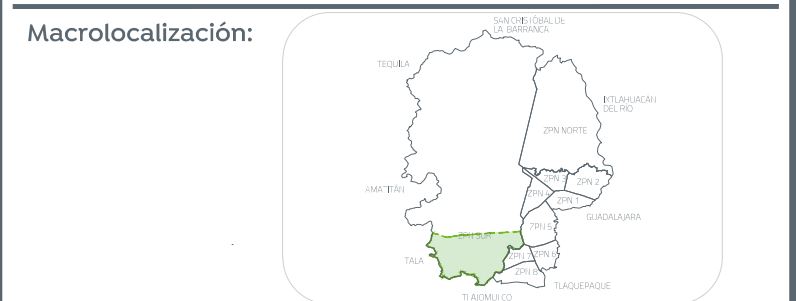 Macrolocalización:
SAN CRISTÓBAL DE
LA BARRANCA
TEQUILA
IXTLAHUACÁN
DEL RÍO
ZPN NORTE
ZPN 3
ZPN 2
AMATITÁN
ZPN 4
ZPN 1
GUADALAJARA
ZPN 5
ZPN SUR
TALA
ZPN 7
ZPN 6
ZPN 8
TLAQUEPAQUE
TLAJOMULCO